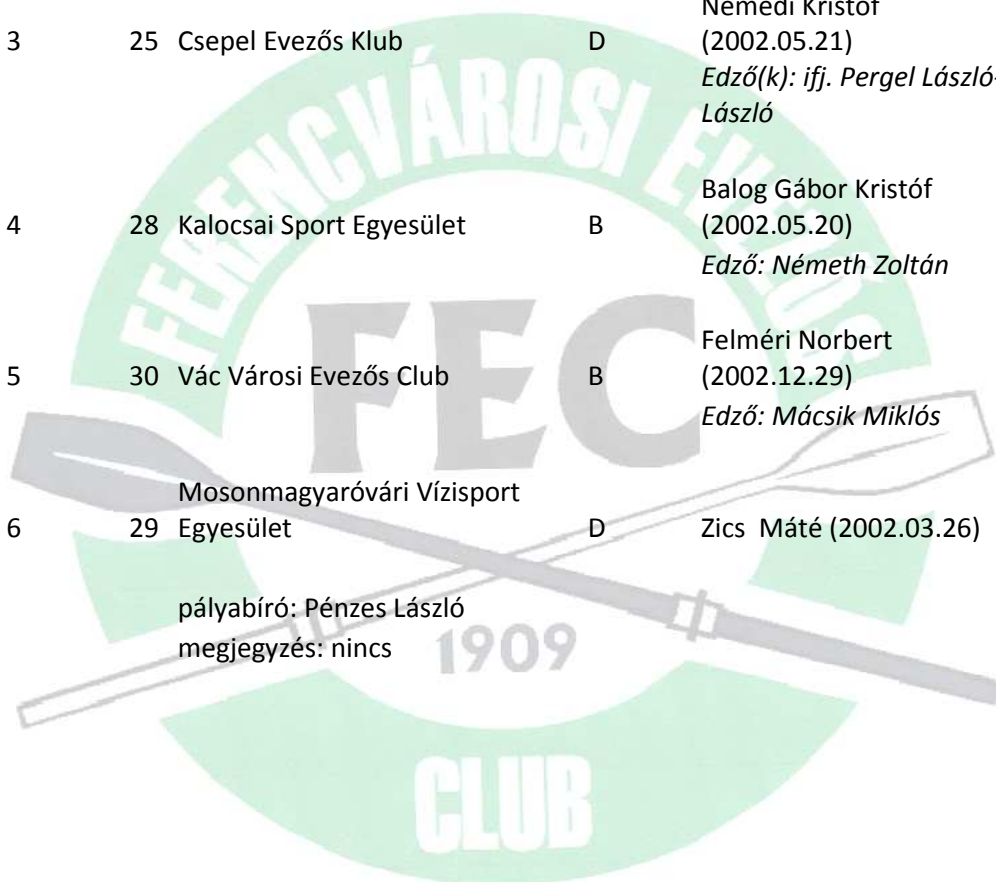 Némedi Kristóf
3 25 Csepel Evezős Klub D (2002.05.21)
Edző(k): ifj. Pergel László-
László
Balog Gábor Kristóf
4 28 Kalocsai Sport Egyesület B (2002.05.20)
Edző: Németh Zoltán
Felméri Norbert
5 30 Vác Városi Evezős Club B (2002.12.29)
Edző: Mácsik Miklós
Mosonmagyaróvári Vízisport
6 29 Egyesület D Zics Máté (2002.03.26)
pályabíró: Pénzes László
megjegyzés: nincs
FERENCVÁROSI EVEZŐS
FEC
1909
CLUB